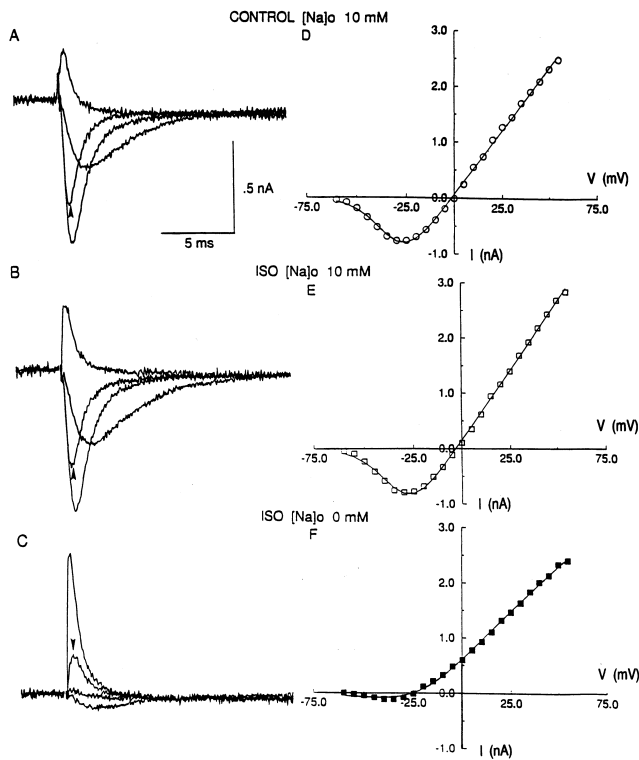 CONTROL [Na]o 10 mM
A
D
3.0
2.0
1.0
V (mV)
.5 nA
5 ms
-75.0
-25.0
0.0
25.0
75.0
-1.0
I (nA)
B
ISO [Na]o 10 mM
E
3.0
2.0
1.0
V (mV)
-75.0
-25.0
0.0
25.0
75.0
-1.0
I (nA)
C
ISO [Na]o 0 mM
F
3.0
2.0
1.0
V (mV)
-75.0
-25.0
0.0
25.0
75.0
-1.0
I (nA)